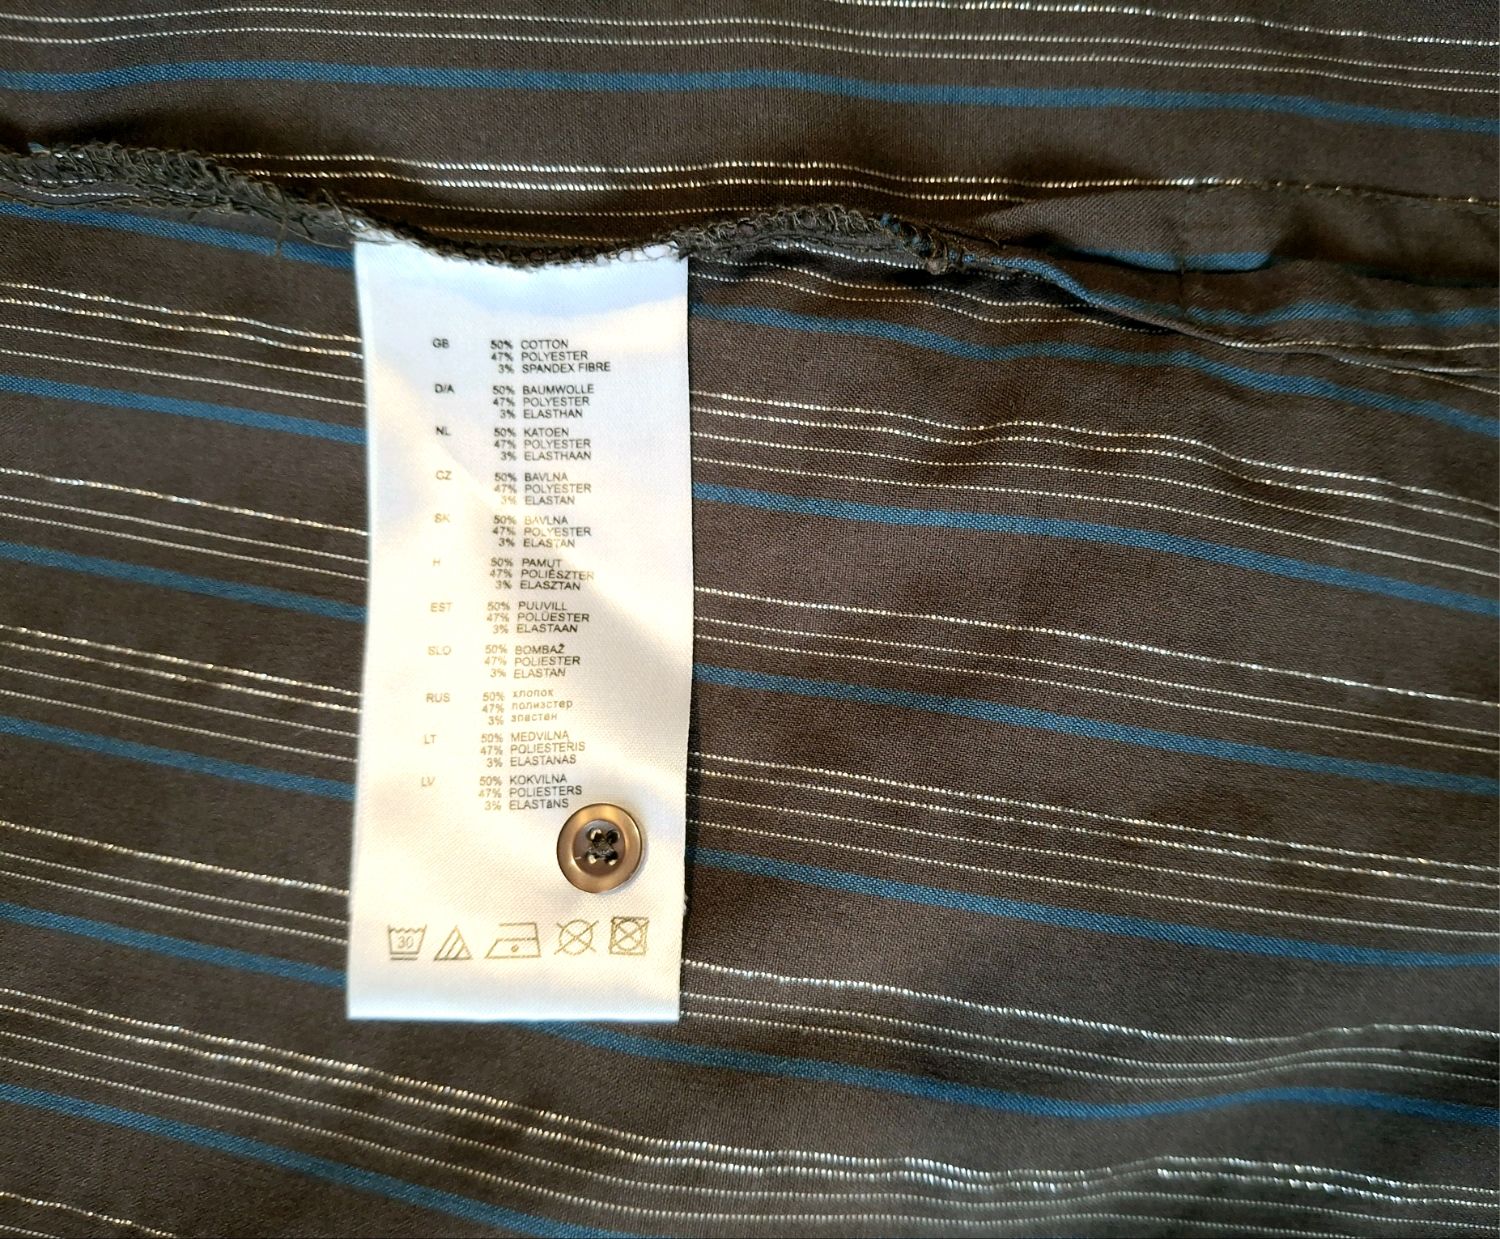 GB 50% COTTON
47% POLYESTER
3% SPANDEX FIBRE
D/A 50% BAUMWOLLE
47% POLYESTER
3% ELASTHAN
NL 50% KATOEN
47% POLYESTER
3% ELASTHAAN
CZ 50% BAVLNA
47% POLYESTER
3% ELASTAN
SK 50% BAVLNA
47% POLYESTER
3% ELASTAN
H 50% PAMUT
47% POLIÉSZTER
3% ELASZTAN
EST 50% PUUVILL
47% POLÜESTER
3% ELASTAAN
SLO 50% BOMBAŽ
47% POLIESTER
3% ELASTAN
RUS 50% хлопок
47% полиэстер
3% эластан
LT 50% MEDVILNA
47% POLIESTERIS
3% ELASTANAS
LV 50% KOKVILNA
47% POLIESTERS
3% ELASTāNS
30